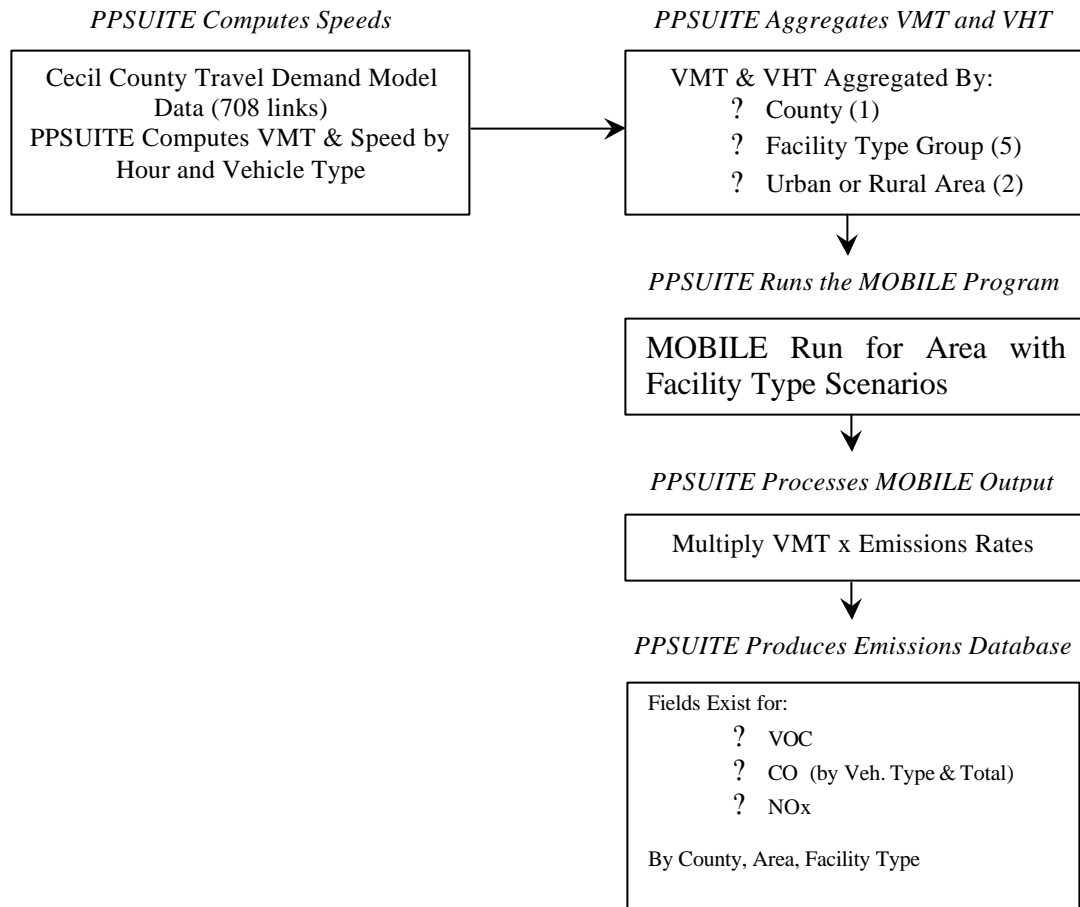 PPSUITE Computes Speeds
Cecil County Travel Demand Model
Data (708 links)
PPSUITE Computes VMT & Speed by
Hour and Vehicle Type
PPSUITE Aggregates VMT and VHT
VMT & VHT Aggregated By:
? County (1)
? Facility Type Group (5)
? Urban or Rural Area (2)
PPSUITE Runs the MOBILE Program
MOBILE Run for Area with
Facility Type Scenarios
PPSUITE Processes MOBILE Output
Multiply VMT x Emissions Rates
PPSUITE Produces Emissions Database
Fields Exist for:
? VOC
? CO (by Veh. Type & Total)
? NOx
By County, Area, Facility Type